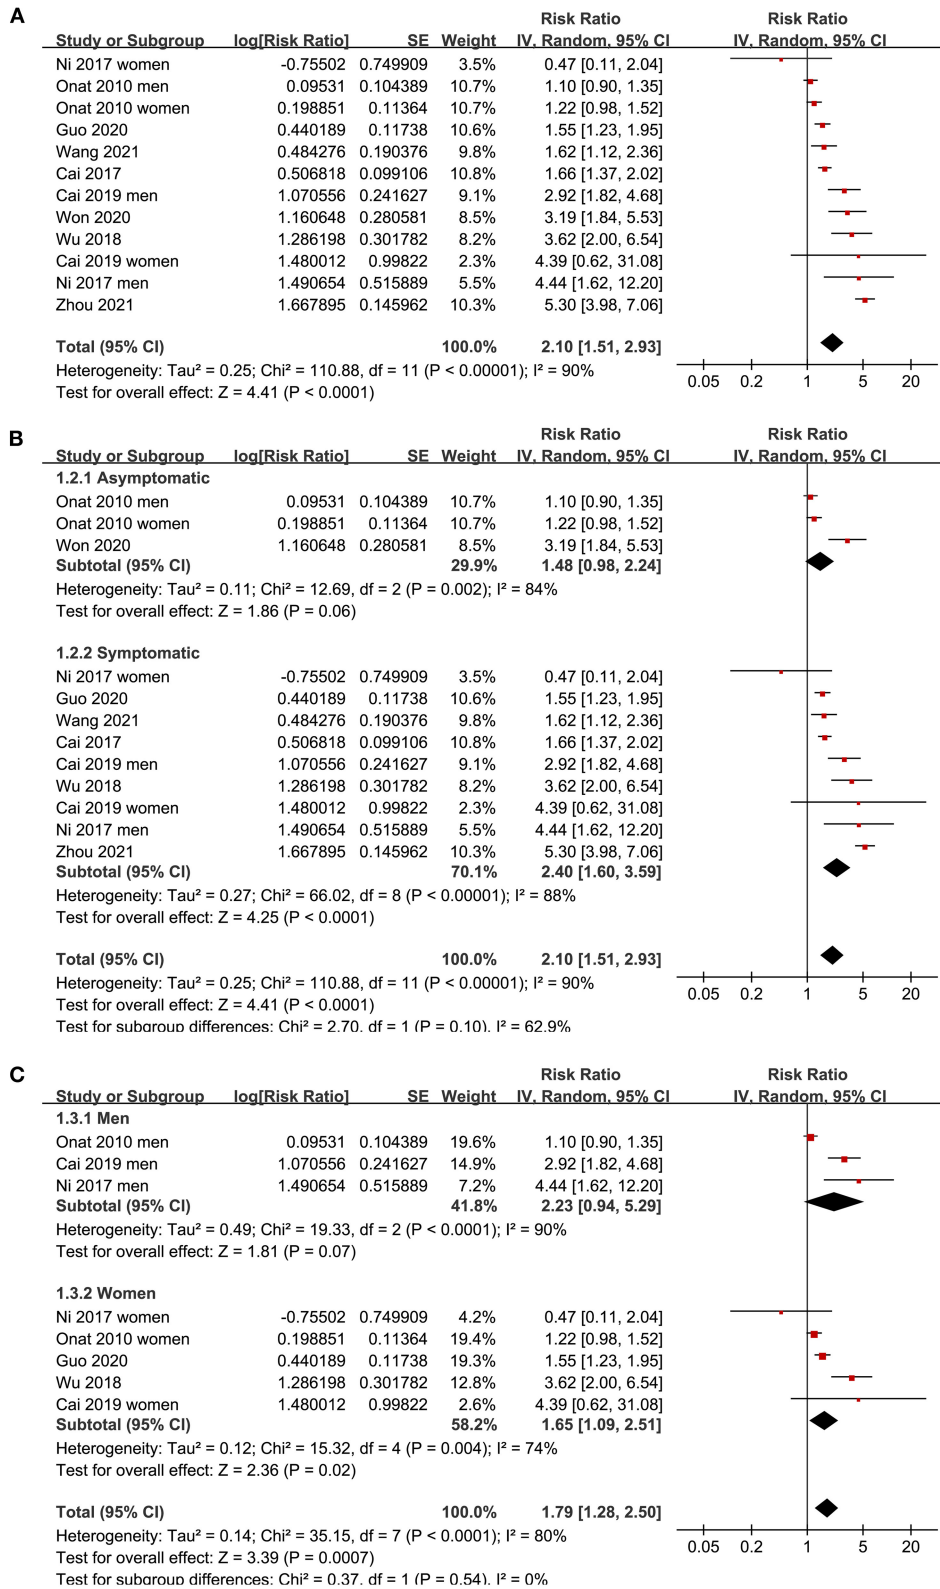 A
Risk Ratio Risk Ratio
Study or Subgroup log[Risk Ratio] SE Weight IV, Random, 95% CI IV, Random, 95% CI
Ni 2017 women -0.75502 0.749909 3.5% 0.47 [0.11, 2.04]
Onat 2010 men 0.09531 0.104389 10.7% 1.10 [0.90, 1.35]
Onat 2010 women 0.198851 0.11364 10.7% 1.22 [0.98, 1.52]
Guo 2020 0.440189 0.11738 10.6% 1.55 [1.23, 1.95]
Wang 2021 0.484276 0.190376 9.8% 1.62 [1.12, 2.36]
Cai 2017 0.506818 0.099106 10.8% 1.66 [1.37, 2.02]
Cai 2019 men 1.070556 0.241627 9.1% 2.92 [1.82, 4.68]
Won 2020 1.160648 0.280581 8.5% 3.19 [1.84, 5.53]
Wu 2018 1.286198 0.301782 8.2% 3.62 [2.00, 6.54]
Cai 2019 women 1.480012 0.99822 2.3% 4.39 [0.62, 31.08]
Ni 2017 men 1.490654 0.515889 5.5% 4.44 [1.62, 12.20]
Zhou 2021 1.667895 0.145962 10.3% 5.30 [3.98, 7.06]
Total (95% CI) 100.0% 2.10 [1.51, 2.93]
Heterogeneity: Tau² = 0.25; Chi² = 110.88, df = 11 (P < 0.00001); I² = 90%
Test for overall effect: Z = 4.41 (P < 0.0001)
0.05 0.2 1 5 20
B
Risk Ratio Risk Ratio
Study or Subgroup log[Risk Ratio] SE Weight IV, Random, 95% CI IV, Random, 95% CI
1.2.1 Asymptomatic
Onat 2010 men 0.09531 0.104389 10.7% 1.10 [0.90, 1.35]
Onat 2010 women 0.198851 0.11364 10.7% 1.22 [0.98, 1.52]
Won 2020 1.160648 0.280581 8.5% 3.19 [1.84, 5.53]
Subtotal (95% CI) 29.9% 1.48 [0.98, 2.24]
Heterogeneity: Tau² = 0.11; Chi² = 12.69, df = 2 (P = 0.002); I² = 84%
Test for overall effect: Z = 1.86 (P = 0.06)
1.2.2 Symptomatic
Ni 2017 women -0.75502 0.749909 3.5% 0.47 [0.11, 2.04]
Guo 2020 0.440189 0.11738 10.6% 1.55 [1.23, 1.95]
Wang 2021 0.484276 0.190376 9.8% 1.62 [1.12, 2.36]
Cai 2017 0.506818 0.099106 10.8% 1.66 [1.37, 2.02]
Cai 2019 men 1.070556 0.241627 9.1% 2.92 [1.82, 4.68]
Wu 2018 1.286198 0.301782 8.2% 3.62 [2.00, 6.54]
Cai 2019 women 1.480012 0.99822 2.3% 4.39 [0.62, 31.08]
Ni 2017 men 1.490654 0.515889 5.5% 4.44 [1.62, 12.20]
Zhou 2021 1.667895 0.145962 10.3% 5.30 [3.98, 7.06]
Subtotal (95% CI) 70.1% 2.40 [1.60, 3.59]
Heterogeneity: Tau² = 0.27; Chi² = 66.02, df = 8 (P < 0.00001); I² = 88%
Test for overall effect: Z = 4.25 (P < 0.0001)
Total (95% CI) 100.0% 2.10 [1.51, 2.93]
Heterogeneity: Tau² = 0.25; Chi² = 110.88, df = 11 (P < 0.00001); I² = 90%
0.05 0.2 1 5 20
Test for overall effect: Z = 4.41 (P < 0.0001)
Test for subgroup differences: Chi² = 2.70, df = 1 (P = 0.10), I² = 62.9%
C
Risk Ratio Risk Ratio
Study or Subgroup log[Risk Ratio] SE Weight IV, Random, 95% CI IV, Random, 95% CI
1.3.1 Men
Onat 2010 men 0.09531 0.104389 19.6% 1.10 [0.90, 1.35]
Cai 2019 men 1.070556 0.241627 14.9% 2.92 [1.82, 4.68]
Ni 2017 men 1.490654 0.515889 7.2% 4.44 [1.62, 12.20]
Subtotal (95% CI) 41.8% 2.23 [0.94, 5.29]
Heterogeneity: Tau² = 0.49; Chi² = 19.33, df = 2 (P < 0.0001); I² = 90%
Test for overall effect: Z = 1.81 (P = 0.07)
1.3.2 Women
Ni 2017 women -0.75502 0.749909 4.2% 0.47 [0.11, 2.04]
Onat 2010 women 0.198851 0.11364 19.4% 1.22 [0.98, 1.52]
Guo 2020 0.440189 0.11738 19.3% 1.55 [1.23, 1.95]
Wu 2018 1.286198 0.301782 12.8% 3.62 [2.00, 6.54]
Cai 2019 women 1.480012 0.99822 2.6% 4.39 [0.62, 31.08]
Subtotal (95% CI) 58.2% 1.65 [1.09, 2.51]
Heterogeneity: Tau² = 0.12; Chi² = 15.32, df = 4 (P = 0.004); I² = 74%
Test for overall effect: Z = 2.36 (P = 0.02)
Total (95% CI) 100.0% 1.79 [1.28, 2.50]
Heterogeneity: Tau² = 0.14; Chi² = 35.15, df = 7 (P < 0.0001); I² = 80%
0.05 0.2 1 5 20
Test for overall effect: Z = 3.39 (P = 0.0007)
Test for subgroup differences: Chi² = 0.37, df = 1 (P = 0.54), I² = 0%